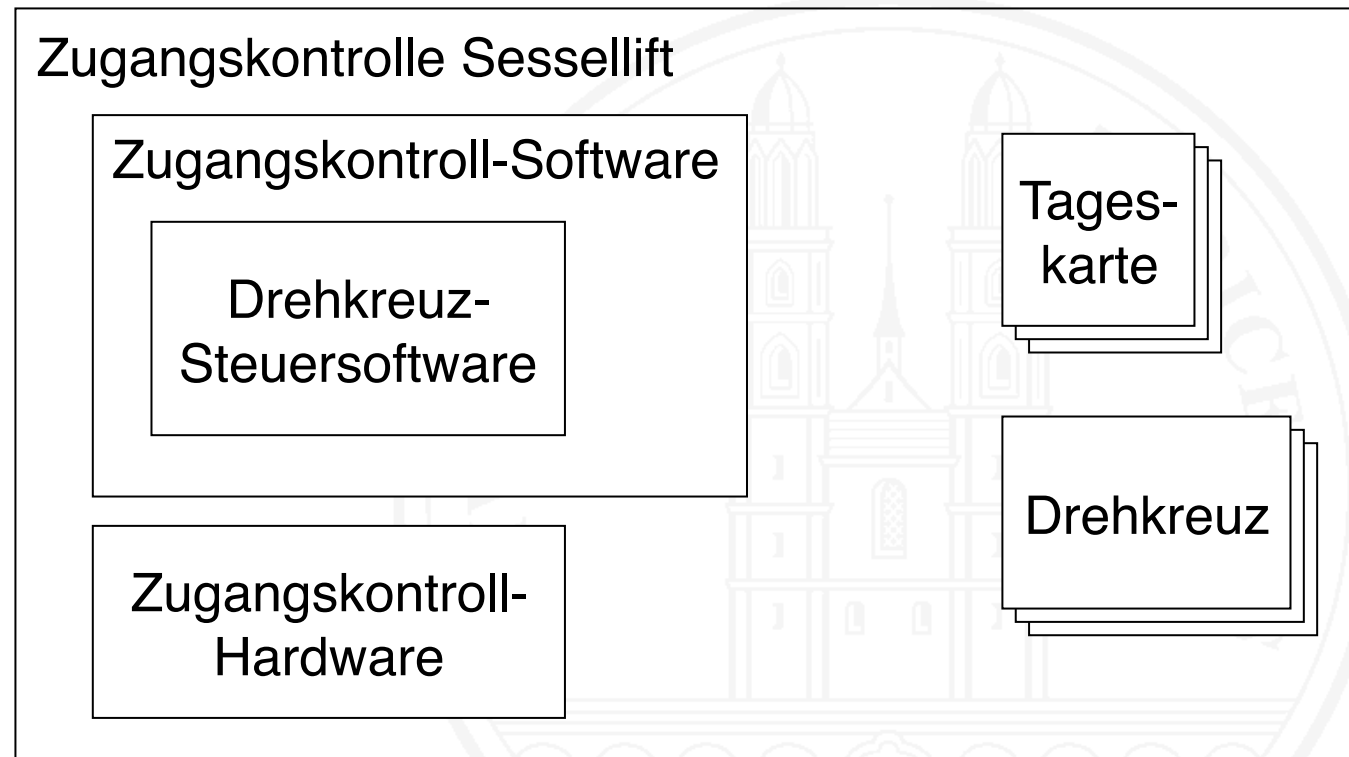 Zugangskontrolle Sessellift
Zugangskontroll-Software
Drehkreuz-
Steuersoftware
Zugangskontroll-
Hardware
Tages-
karte
Drehkreuz